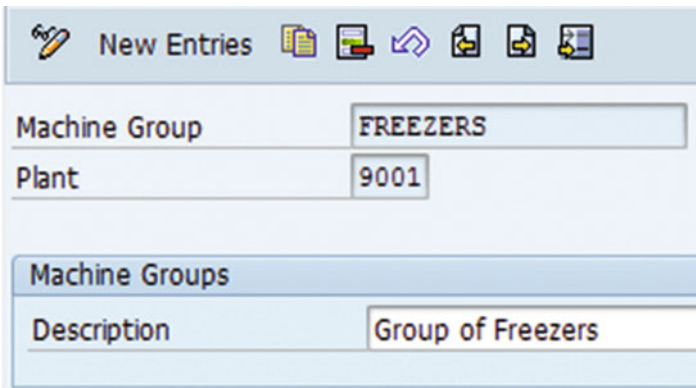 New Entries
Machine Group FREEZERS
Plant 9001
Machine Groups
Description Group of Freezers